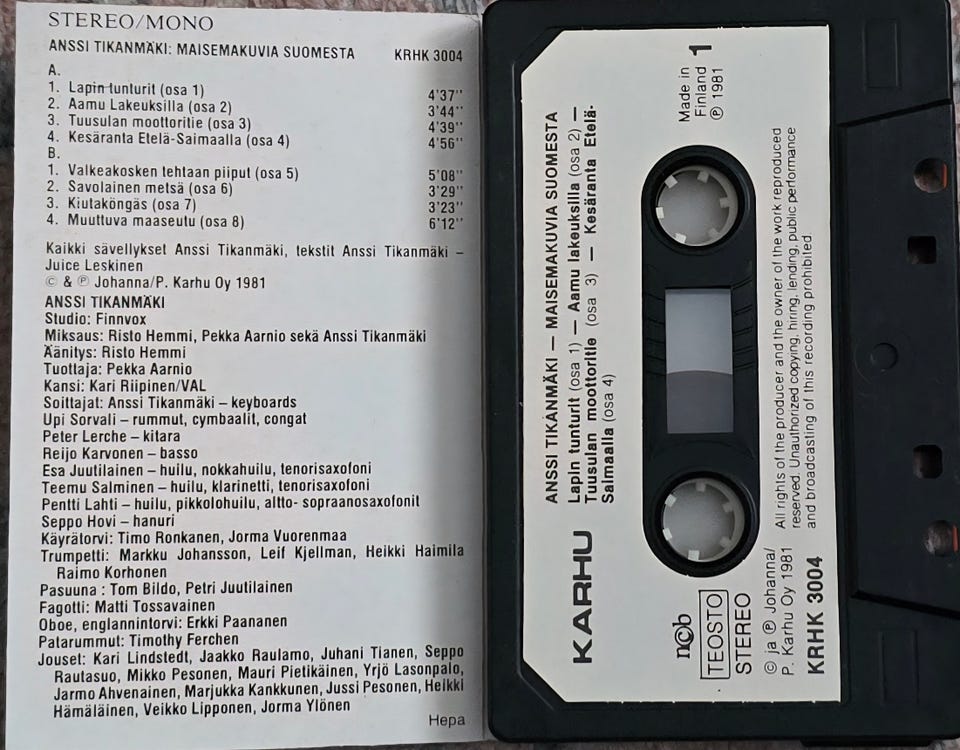 STEREO/MONO
ANSSI TIKANMÄKI: MAISEMAKUVIA SUOMESTA KRHK 3004
A.
1. Lapin tunturit (osa 1) 4'37''
2. Aamu Lakeuksilla (osa 2) 3'44''
3. Tuusulan moottoritie (osa 3) 4'39''
4. Kesäranta Etelä-Saimaalla (osa 4) 4'56''
B.
1. Valkeakosken tehtaan piiput (osa 5) 5'08''
2. Savolainen metsä (osa 6) 3'29''
3. Kiutaköngäs (osa 7) 3'23''
4. Muuttuva maaseutu (osa 8) 6'12''
Kaikki sävellykset Anssi Tikanmäki, tekstit Anssi Tikanmäki –
Juice Leskinen
© & ℗ Johanna/P. Karhu Oy 1981
ANSSI TIKANMÄKI
Studio: Finnvox
Miksaus: Risto Hemmi, Pekka Aarnio sekä Anssi Tikanmäki
Äänitys: Risto Hemmi
Tuottaja: Pekka Aarnio
Kansi: Kari Riipinen/VAL
Soittajat: Anssi Tikanmäki – keyboards
Upi Sorvali – rummut, cymbaalit, congat
Peter Lerche – kitara
Reijo Karvonen – basso
Esa Juutilainen – huilu, nokkahuilu, tenorisaxofoni
Teemu Salminen – huilu, klarinetti, tenorisaxofoni
Pentti Lahti – huilu, pikkolohuilu, altto- sopraanosaxofonit
Seppo Hovi – hanuri
Käyrätorvi: Timo Ronkanen, Jorma Vuorenmaa
Trumpetti: Markku Johansson, Leif Kjellman, Heikki Haimila
Raimo Korhonen
Pasuuna : Tom Bildo, Petri Juutilainen
Fagotti: Matti Tossavainen
Oboe, englannintorvi: Erkki Paananen
Patarummut: Timothy Ferchen
Jouset: Kari Lindstedt, Jaakko Raulamo, Juhani Tianen, Seppo
Rautasuo, Mikko Pesonen, Mauri Pietikäinen, Yrjö Lasonpalo,
Jarmo Ahvenainen, Marjukka Kankkunen, Jussi Pesonen, Heikki
Hämäläinen, Veikko Lipponen, Jorma Ylönen
Hepa
KARHU
ANSSI TIKANMÄKI — MAISEMAKUVIA SUOMESTA
Lapin tunturit (osa 1) — Aamu lakeuksilla (osa 2) —
Tuusulan moottoritie (osa 3) — Kesäranta Etelä-
Saimaalla (osa 4)
Made in
Finland
℗ 1981
1
ncb
TEOSTO
STEREO
© ja ℗ Johanna/
P. Karhu Oy 1981
KRHK 3004
All rights of the producer and the owner of the work reproduced
reserved. Unauthorized copying, hiring, lending, public performance
and broadcasting of this recording prohibited